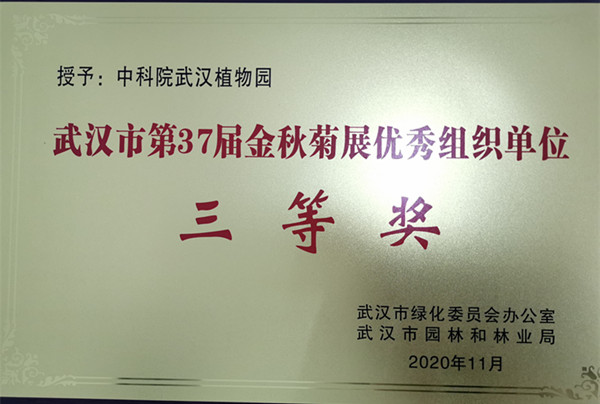 授予：中科院武汉植物园
武汉市第37届金秋菊展优秀组织单位
三等奖
武汉市绿化委员会办公室
武汉市园林和林业局
2020年11月